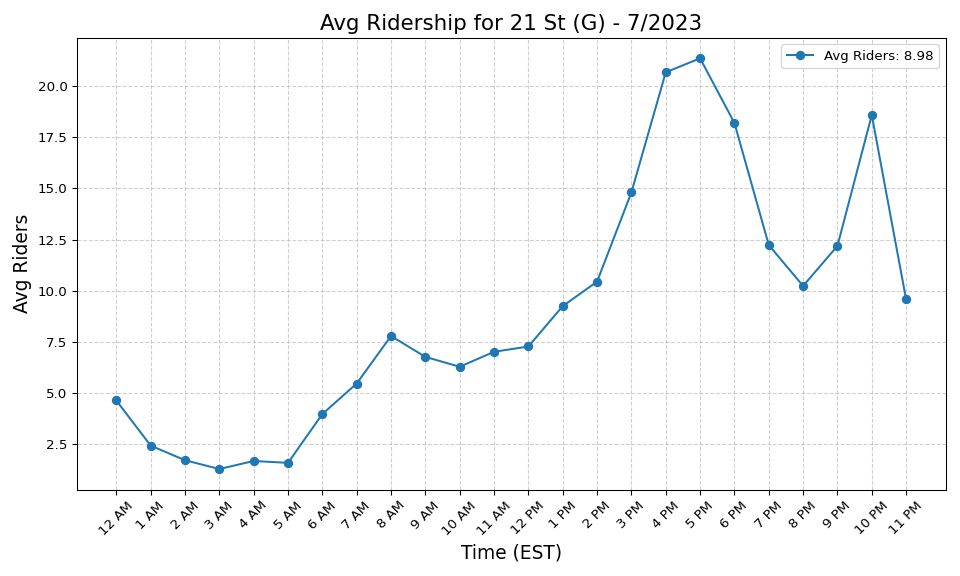 Avg Ridership for 21 St (G) - 7/2023
Avg Riders: 8.98
Avg Riders
20.0
17.5
15.0
12.5
10.0
7.5
5.0
2.5
12 AM
1 AM
2 AM
3 AM
4 AM
5 AM
6 AM
7 AM
8 AM
9 AM
10 AM
11 AM
12 PM
1 PM
2 PM
3 PM
4 PM
5 PM
6 PM
7 PM
8 PM
9 PM
10 PM
11 PM
Time (EST)